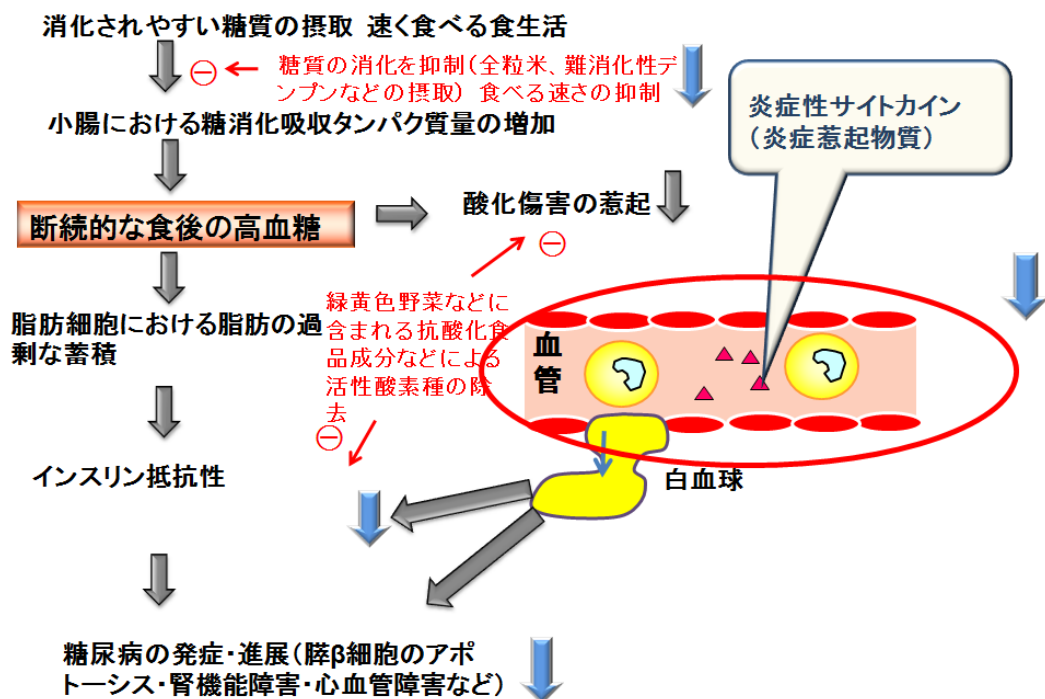 消化されやすい糖質の摂取 速く食べる食生活
⊖
糖質の消化を抑制(全粒米、難消化性デ
ンプンなどの摂取) 食べる速さの抑制
小腸における糖消化吸収タンパク質量の増加
炎症性サイトカイン
(炎症惹起物質)
断続的な食後の高血糖
酸化傷害の惹起
⊖
緑黄色野菜などに
含まれる抗酸化食
品成分などによる
活性酸素種の除
去
⊖
脂肪細胞における脂肪の過
剰な蓄積
血
管
インスリン抵抗性
白血球
糖尿病の発症・進展(膵β細胞のアポ
トーシス・腎機能障害・心血管障害など)